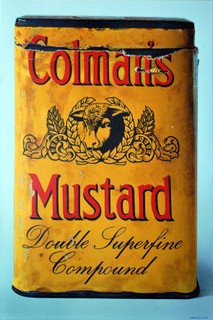 Colman's
Mustard
Double Superfine
Compound